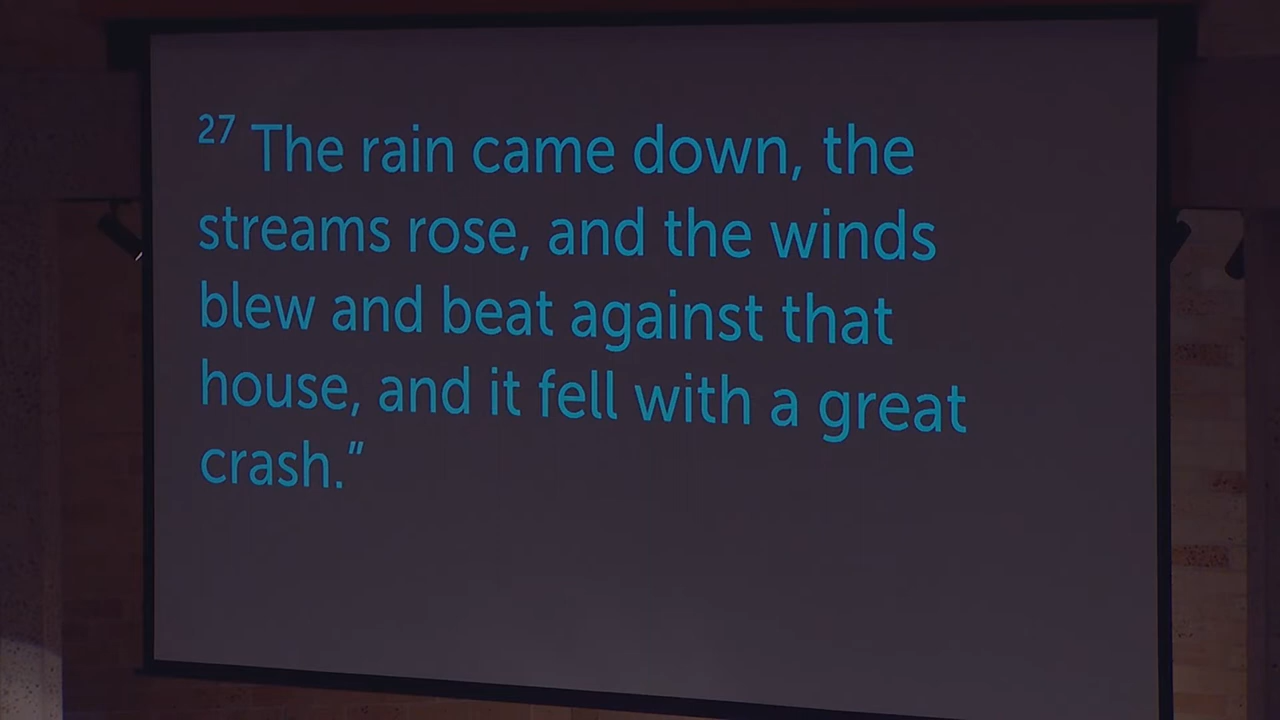 27 The rain came down, the
streams rose, and the winds
blew and beat against that
house, and it fell with a great
crash.”